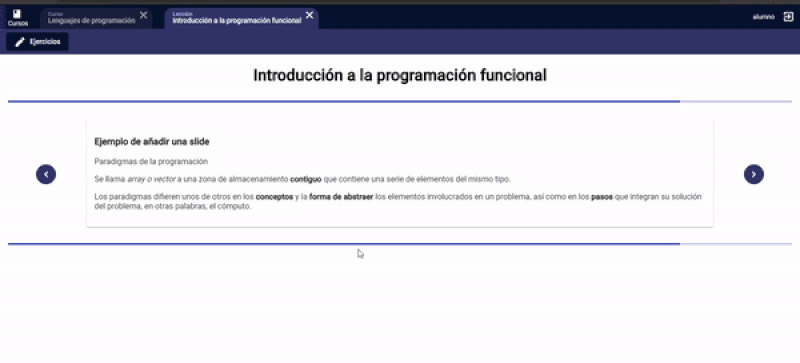 Cursos
Curso
Lenguajes de programación
Lección
Introducción a la programación funcional
alumno
Ejercicios
Introducción a la programación funcional
Ejemplo de añadir una slide
Paradigmas de la programación
Se llama array o vector a una zona de almacenamiento contiguo que contiene una serie de elementos del mismo tipo.
Los paradigmas difieren unos de otros en los conceptos y la forma de abstraer los elementos involucrados en un problema, así como en los pasos que integran su solución
del problema, en otras palabras, el cómputo.